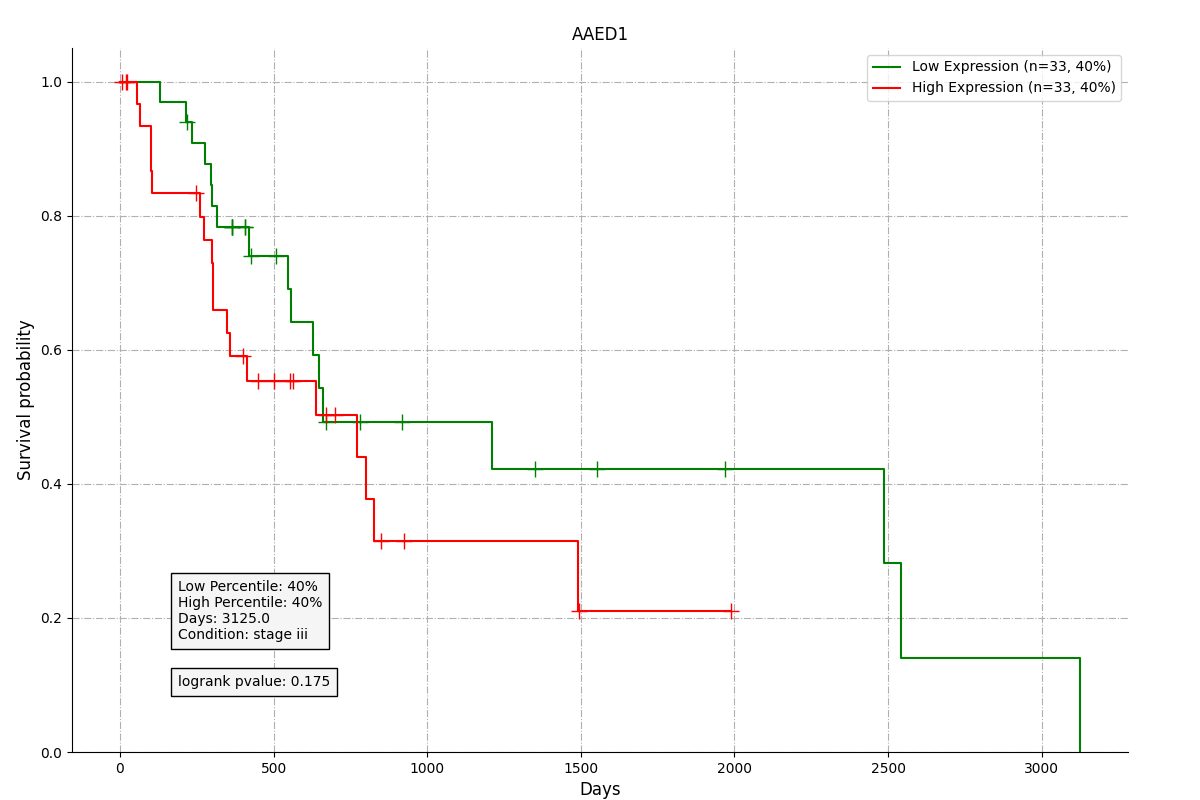 AAED1
Low Expression (n=33, 40%)
High Expression (n=33, 40%)
Survival probability
1.0
0.8
0.6
0.4
0.2
0.0
Low Percentile: 40%
High Percentile: 40%
Days: 3125.0
Condition: stage iii
logrank pvalue: 0.175
0 500 1000 1500 2000 2500 3000
Days